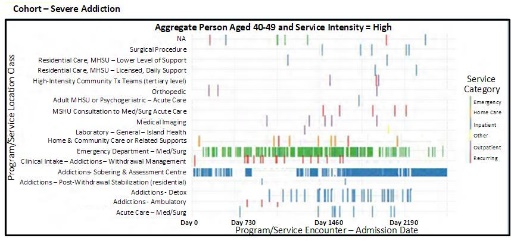 Cohort – Severe Addiction
Aggregate Person Aged 40-49 and Service Intensity = High
Program/Service Location Class
NA
Surgical Procedure
Residential Care, MHSU – Lower Level of Support
Residential Care, MHSU – Licensed, Daily Support
High-Intensity Community Tx Teams (tertiary level)
Orthopedic
Adult MHSU or Psychogeriatric – Acute Care
MSHU Consultation to Med/Surg Acute Care
Medical Imaging
Laboratory – General – Island Health
Home & Community Care or Related Supports
Emergency Department – Med/Surg
Clinical Intake – Addictions – Withdrawal Management
Addictions- Sobering & Assessment Centre
Addictions – Post-Withdrawal Stabilization (residential)
Addictions - Detox
Addictions - Ambulatory
Acute Care – Med/Surg
Day 0 Day 730 Day 1460 Day 2190
Program/Service Encounter – Admission Date
Service
Category
Emergency
Home Care
Inpatient
Other
Outpatient
Recurring